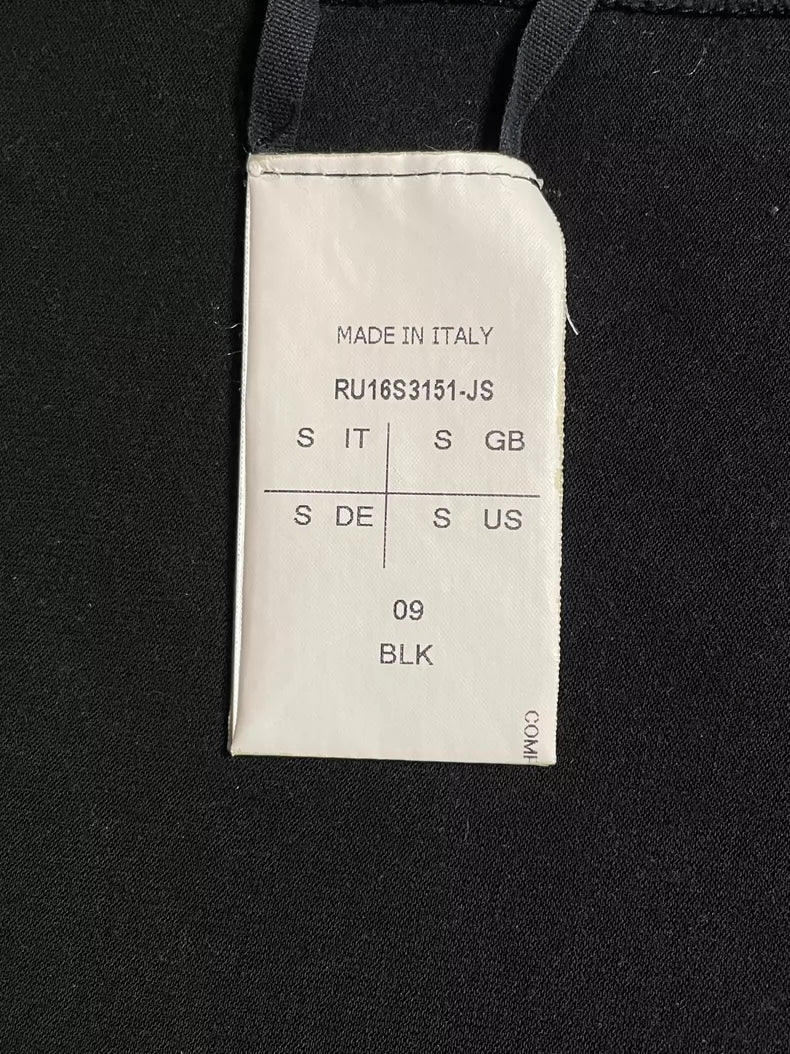 MADE IN ITALY
RU16S3151-JS
S IT S GB
S DE S US
09
BLK